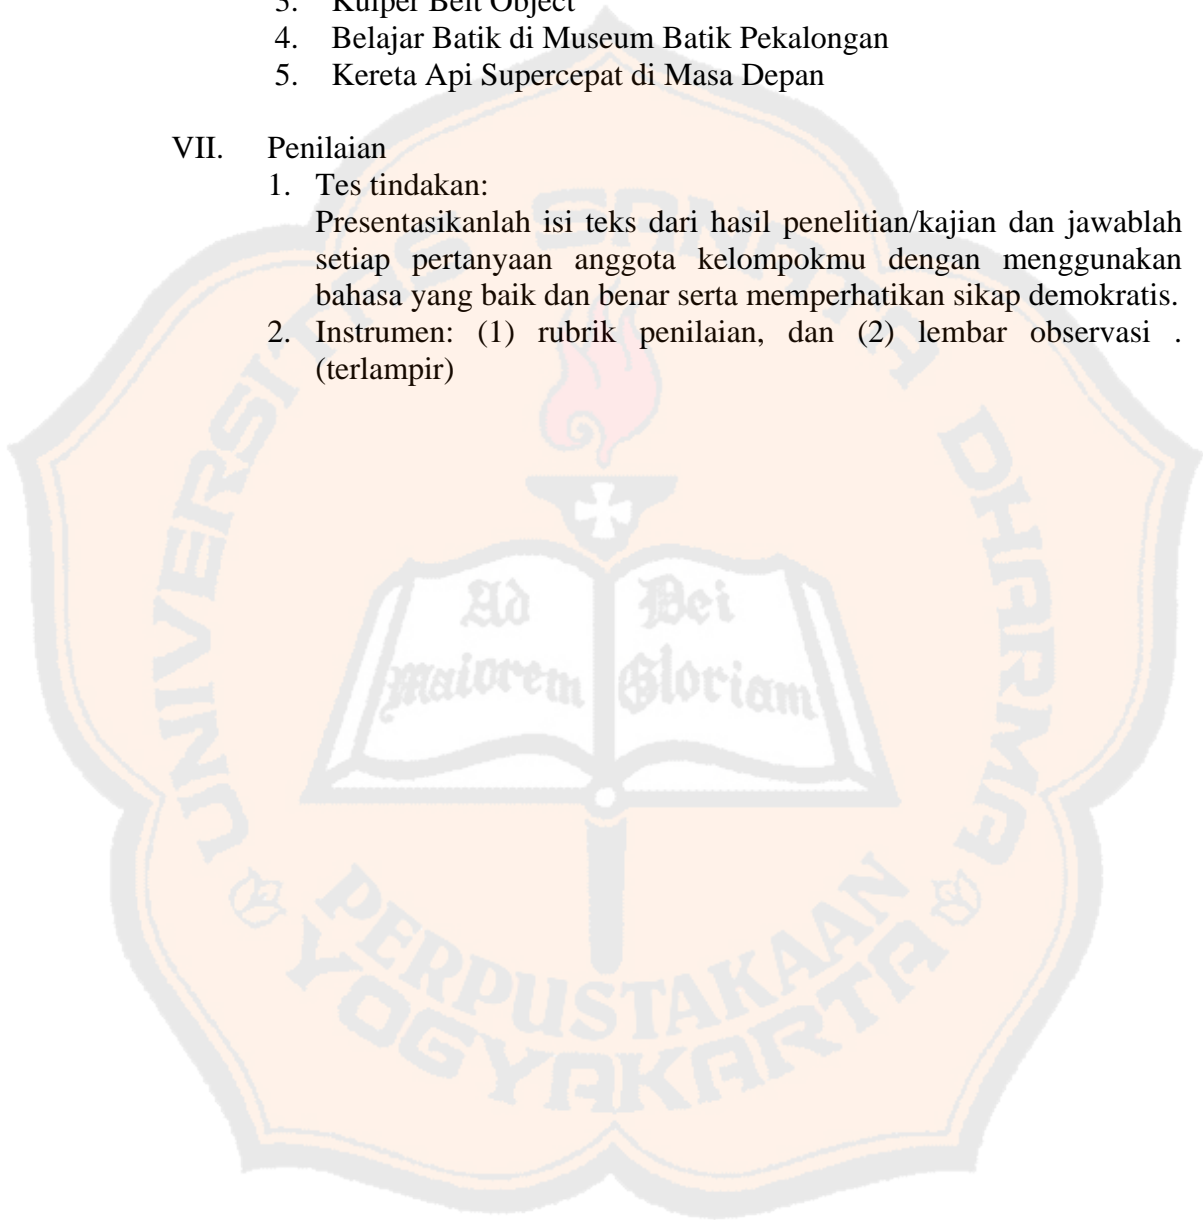 3. Kuiper Belt Object
4. Belajar Batik di Museum Batik Pekalongan
5. Kereta Api Supercepat di Masa Depan
VII. Penilaian
1. Tes tindakan:
Presentasikanlah isi teks dari hasil penelitian/kajian dan jawablah
setiap pertanyaan anggota kelompokmu dengan menggunakan
bahasa yang baik dan benar serta memperhatikan sikap demokratis.
2. Instrumen: (1) rubrik penilaian, dan (2) lembar observasi .
(terlampir)
UNIVERSITAS SANATA DHARMA
Ad
maiorem
Dei
Gloriam
PERPUSTAKAAN
YOGYAKARTA